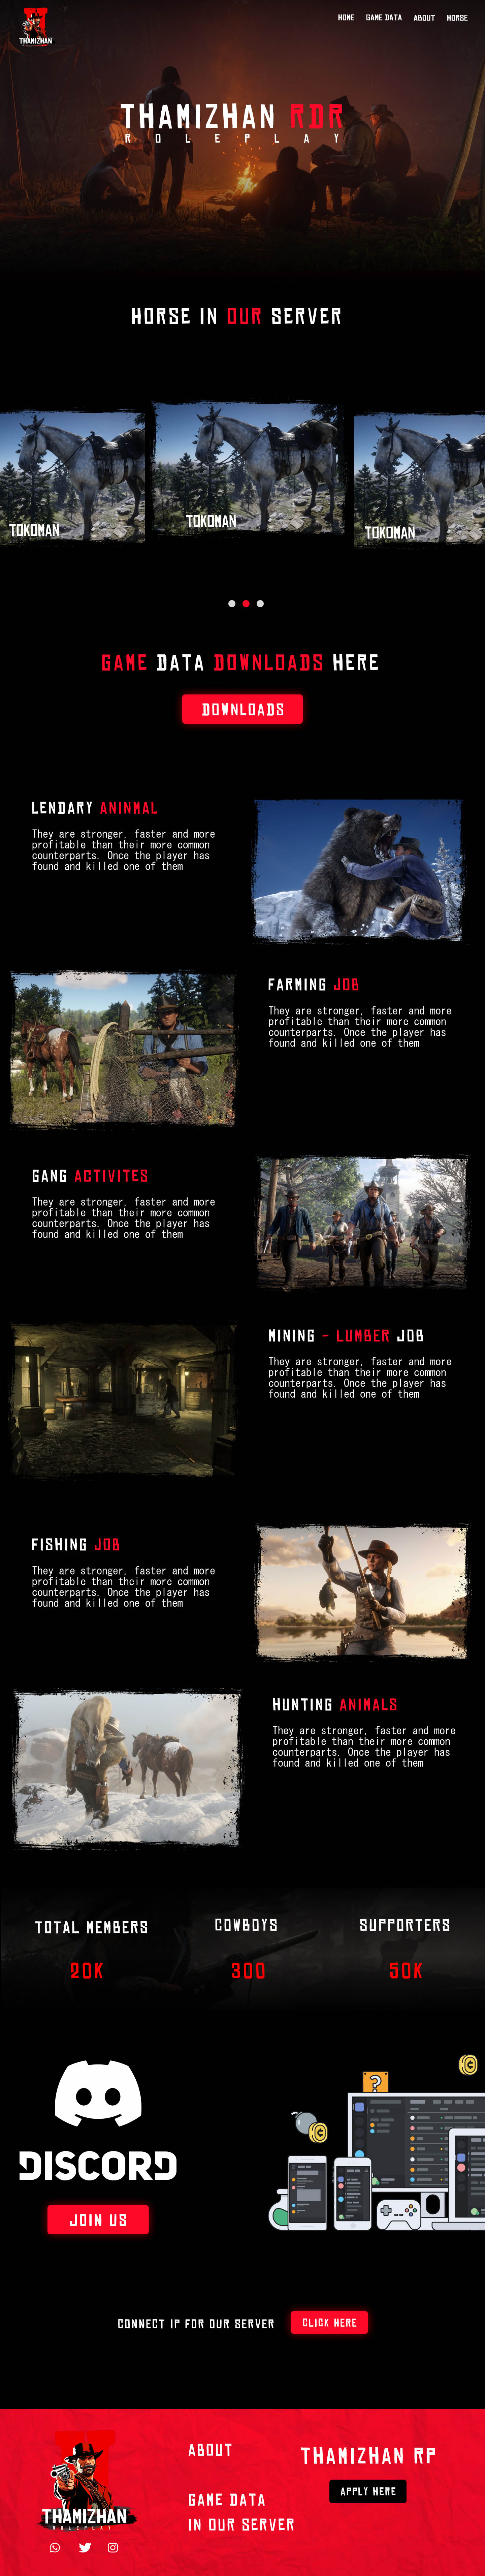 THAMIZHAN
HOME GAME DATA ABOUT HORSE
THAMIZHAN RDR
ROLEPLAY
HORSE IN OUR SERVER
TOKOMAN
TOKOMAN
TOKOMAN
GAME DATA DOWNLOADS HERE
DOWNLOADS
LENDARY ANINMAL
They are stronger, faster and more
profitable than their more common
counterparts. Once the player has
found and killed one of them
FARMING JOB
They are stronger, faster and more
profitable than their more common
counterparts. Once the player has
found and killed one of them
GANG ACTIVITES
They are stronger, faster and more
profitable than their more common
counterparts. Once the player has
found and killed one of them
MINING - LUMBER JOB
They are stronger, faster and more
profitable than their more common
counterparts. Once the player has
found and killed one of them
FISHING JOB
They are stronger, faster and more
profitable than their more common
counterparts. Once the player has
found and killed one of them
HUNTING ANIMALS
They are stronger, faster and more
profitable than their more common
counterparts. Once the player has
found and killed one of them
TOTAL MEMBERS COWBOYS SUPPORTERS
20K 300 50K
DISCORD
JOIN US
CONNECT IP FOR OUR SERVER CLICK HERE
ABOUT
THAMIZHAN RP
APPLY HERE
GAME DATA
IN OUR SERVER
THAMIZHAN
ROLEPLAY